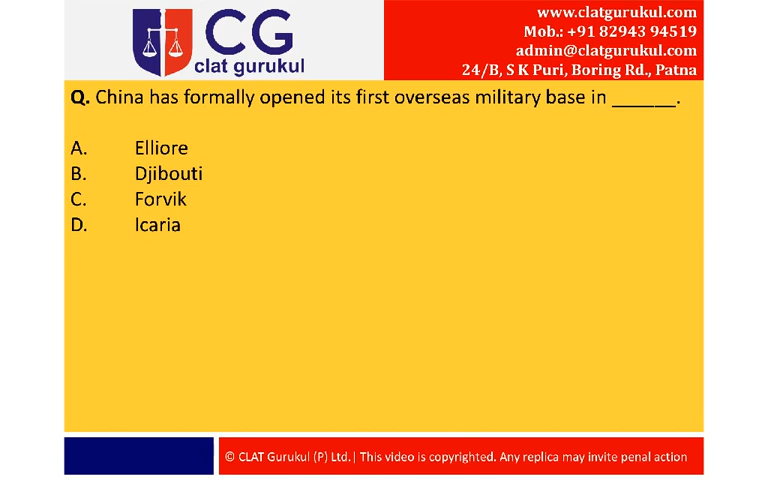 CG
clat gurukul
www.clatgurukul.com
Mob.: +91 82943 94519
admin@clatgurukul.com
24/B, S K Puri, Boring Rd., Patna
Q. China has formally opened its first overseas military base in ______.
A. Elliore
B. Djibouti
C. Forvik
D. Icaria
© CLAT Gurukul (P) Ltd.| This video is copyrighted. Any replica may invite penal action